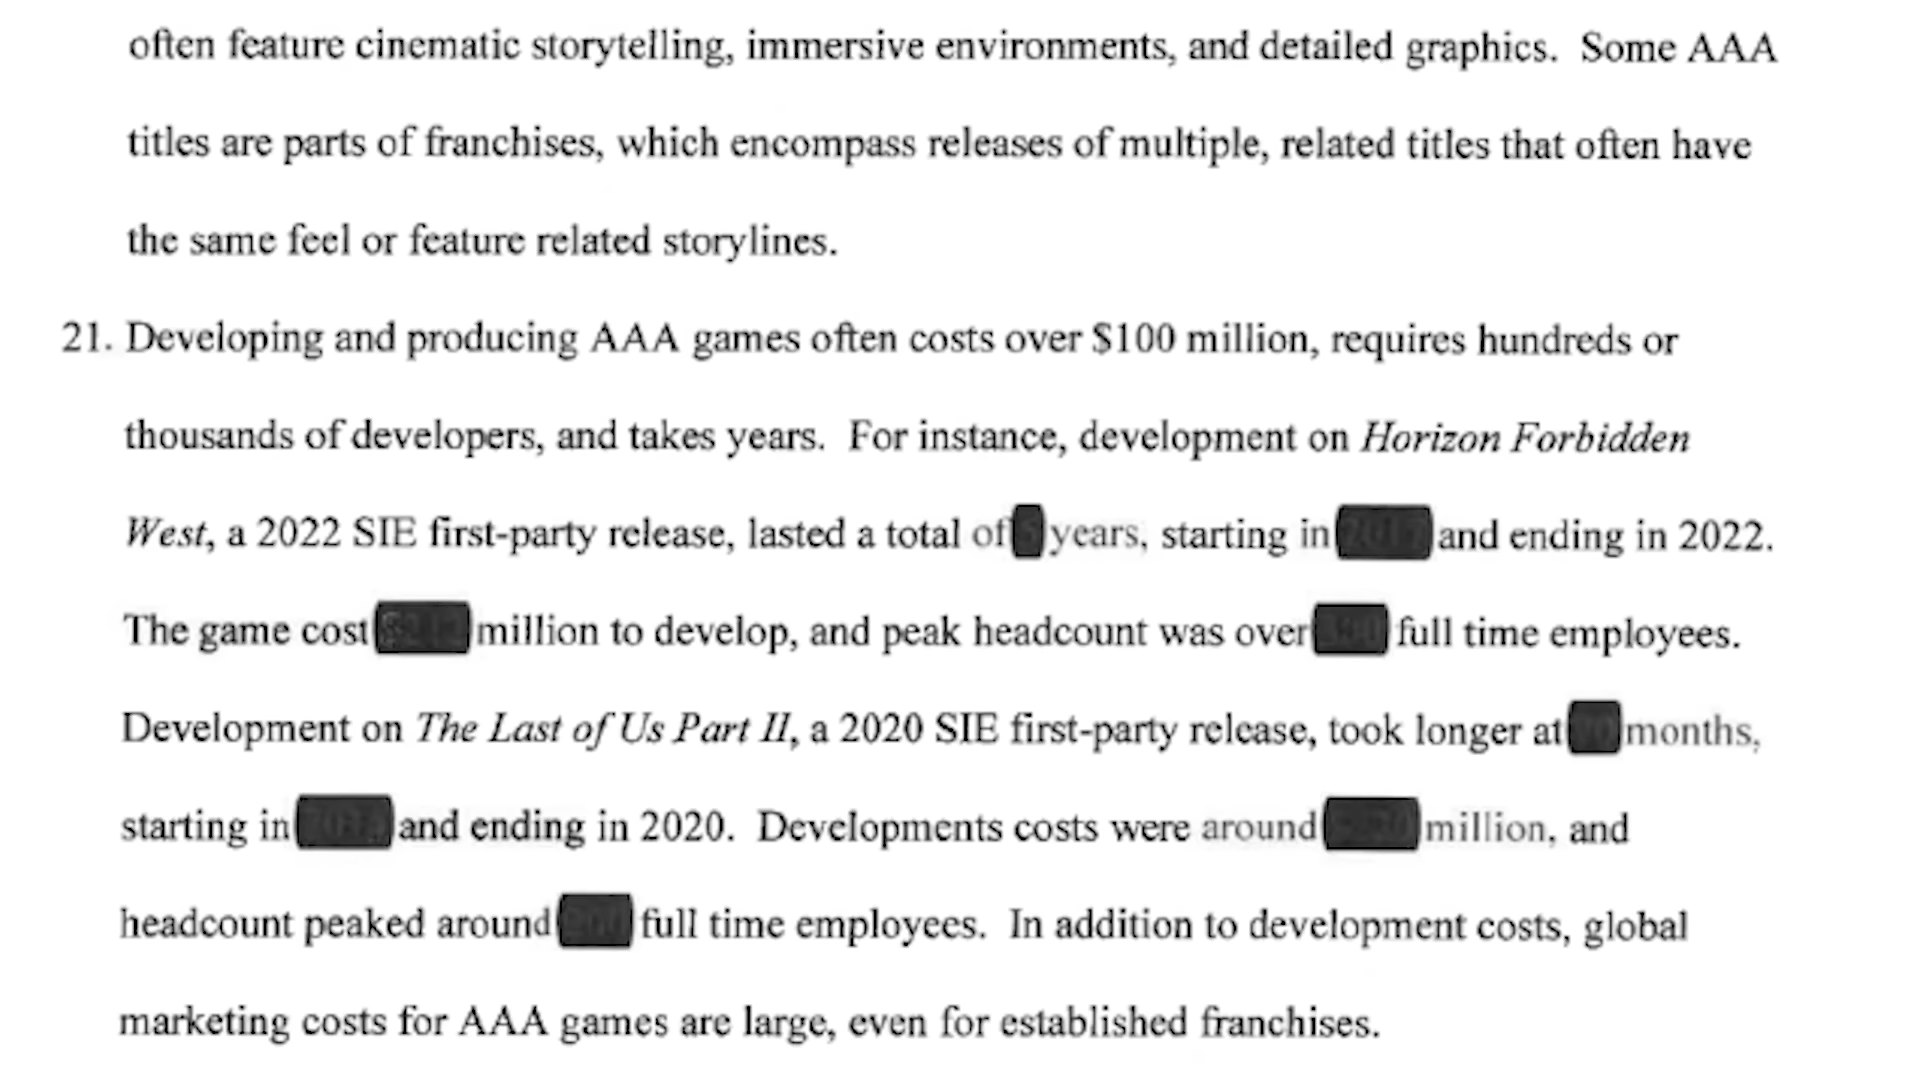 often feature cinematic storytelling, immersive environments, and detailed graphics. Some AAA
titles are parts of franchises, which encompass releases of multiple, related titles that often have
the same feel or feature related storylines.
21. Developing and producing AAA games often costs over $100 million, requires hundreds or
thousands of developers, and takes years. For instance, development on Horizon Forbidden
West, a 2022 SIE first-party release, lasted a total of years, starting in and ending in 2022.
The game cost million to develop, and peak headcount was over full time employees.
Development on The Last of Us Part II, a 2020 SIE first-party release, took longer at months,
starting in and ending in 2020. Developments costs were around million, and
headcount peaked around full time employees. In addition to development costs, global
marketing costs for AAA games are large, even for established franchises.